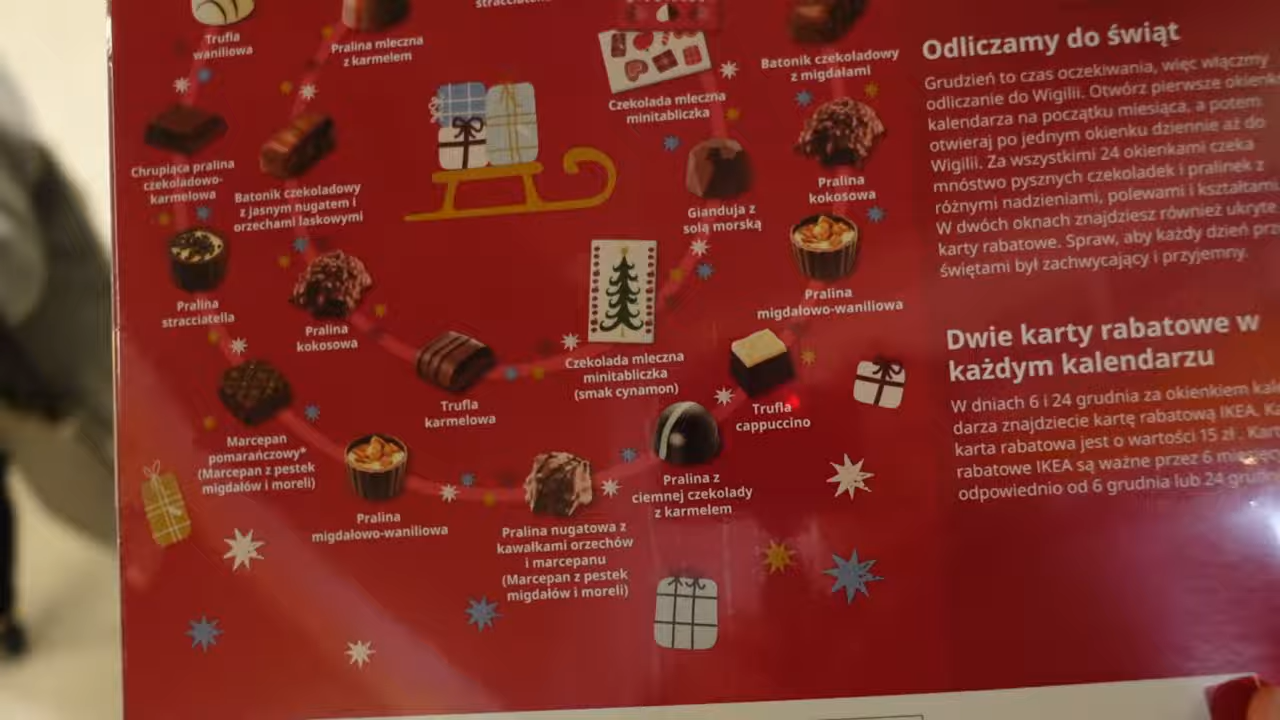 stracciatella
Trufla
waniliowa
Pralina mleczna
z karmelem
Batonik czekoladowy
z migdałami
Czekolada mleczna
minitabliczka
Chrupiąca pralina
czekoladowo-
karmelowa
Batonik czekoladowy
z jasnym nugatem i
orzechami laskowymi
Gianduja z
solą morską
Pralina
kokosowa
Pralina
stracciatella
Pralina
kokosowa
Pralina
migdałowo-waniliowa
Czekolada mleczna
minitabliczka
(smak cynamon)
Trufla
karmelowa
Trufla
cappuccino
Marcepan
pomarańczowy*
(Marcepan z pestek
migdałów i moreli)
Pralina z
ciemnej czekolady
z karmelem
Pralina
migdałowo-waniliowa
Pralina nugatowa z
kawałkami orzechów
i marcepanu
(Marcepan z pestek
migdałów i moreli)
Odliczamy do świąt
Grudzień to czas oczekiwania, więc włączmy
odliczanie do Wigilii. Otwórz pierwsze okienk
kalendarza na początku miesiąca, a potem
otwieraj po jednym okienku dziennie aż do
Wigilii. Za wszystkimi 24 okienkami czeka
mnóstwo pysznych czekoladek i pralinek z
różnymi nadzieniami, polewami i kształtami
W dwóch oknach znajdziesz również ukryte
karty rabatowe. Spraw, aby każdy dzień prze
świętami był zachwycający i przyjemny.
Dwie karty rabatowe w
każdym kalendarzu
W dniach 6 i 24 grudnia za okienkiem kal
darza znajdziecie kartę rabatową IKEA. Ka
karta rabatowa jest o wartości 15 zł . Kar
rabatowe IKEA są ważne przez 6 miesięcy
odpowiednio od 6 grudnia lub 24 grud